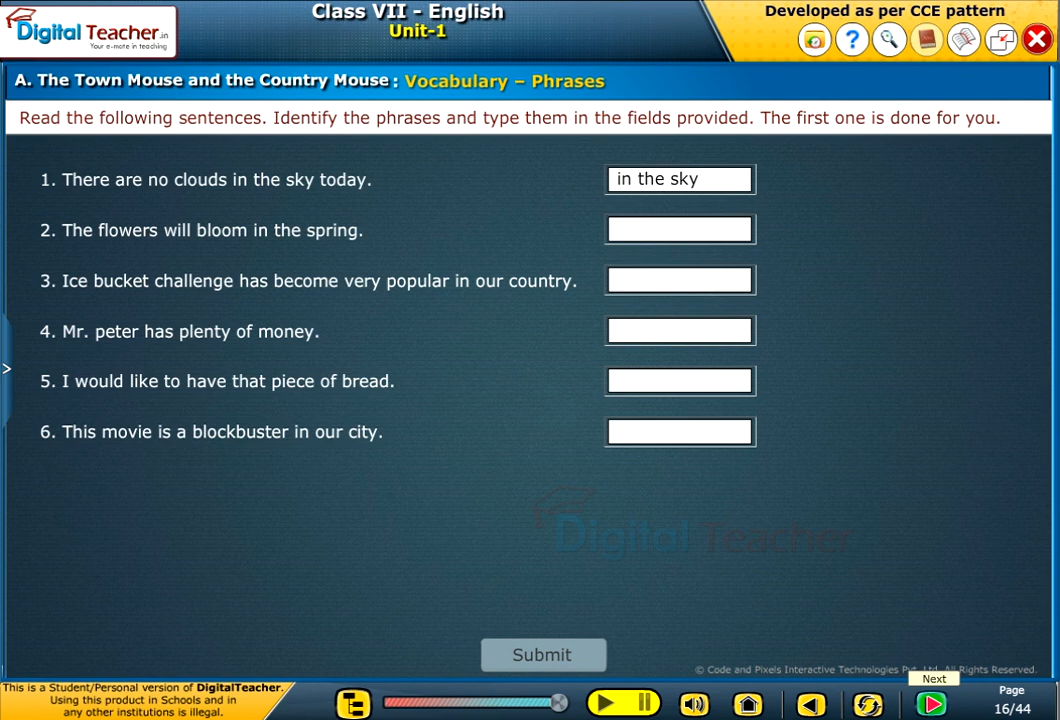 Digital Teacher.in
Your e-mate in teaching
Class VII - English
Unit-1
Developed as per CCE pattern
A. The Town Mouse and the Country Mouse : Vocabulary – Phrases
Read the following sentences. Identify the phrases and type them in the fields provided. The first one is done for you.
1. There are no clouds in the sky today.
in the sky
2. The flowers will bloom in the spring.
3. Ice bucket challenge has become very popular in our country.
4. Mr. peter has plenty of money.
>
5. I would like to have that piece of bread.
6. This movie is a blockbuster in our city.
Digital Teacher
Submit
© Code and Pixels Interactive Technologies Pvt. Ltd. All Rights Reserved.
Next
This is a Student/Personal version of DigitalTeacher.
Using this product in Schools and in
any other institutions is illegal.
Page
16/44